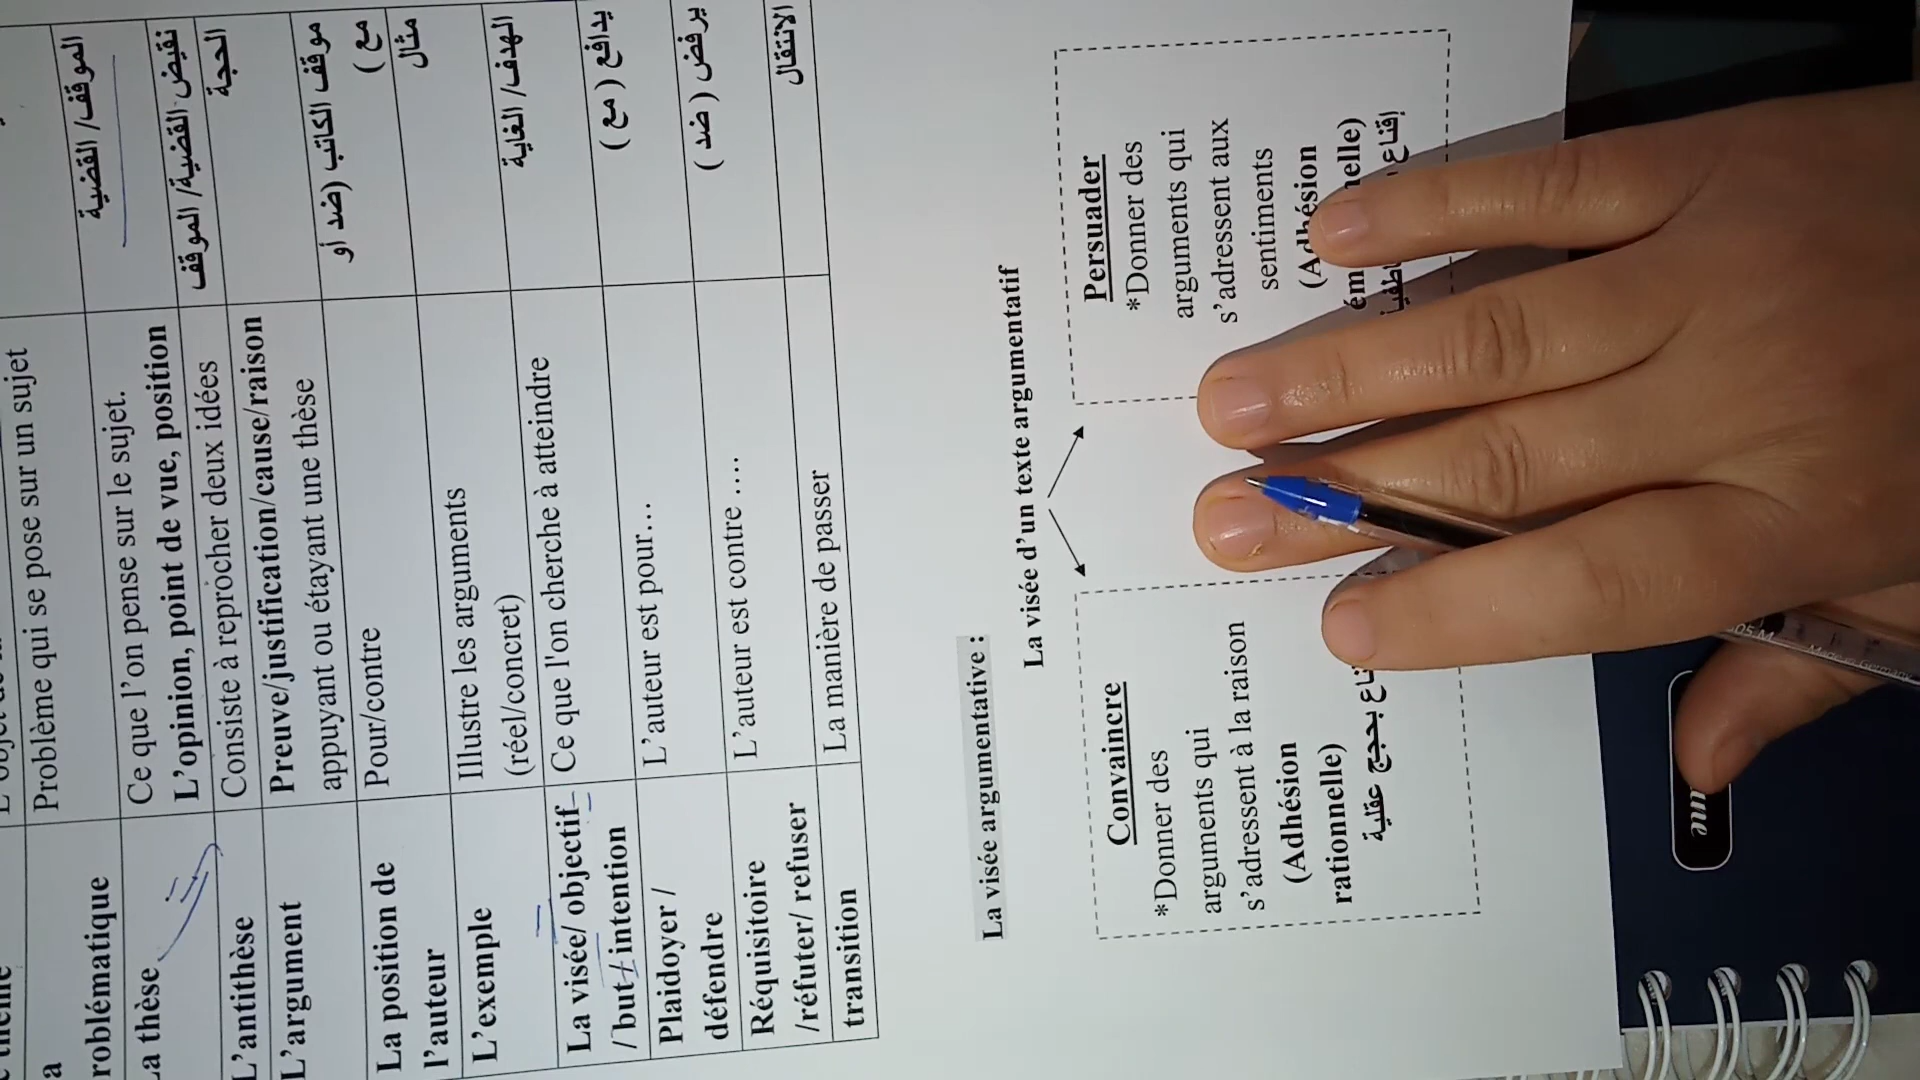 Problème qui se pose sur un sujet
roblématique
Ce que l’on pense sur le sujet.
L’opinion, point de vue, position
La thèse
الموقف/ القضية
L’antithèse
Consiste à reprocher deux idées
نقيض القضية/ الموقف
L’argument
Preuve/justification/cause/raison
appuyant ou étayant une thèse
الحجة
La position de
l’auteur
Pour/contre
موقف الكاتب (ضد أو
مع )
L’exemple
Illustre les arguments
(réel/concret)
مثال
La visée/ objectif
/ but / intention
Ce que l'on cherche à atteindre
الهدف/ الغاية
Plaidoyer /
défendre
L’auteur est pour…
يدافع ( مع )
Réquisitoire
/réfuter/ refuser
L’auteur est contre ….
يرفض ( ضد )
transition
La manière de passer
الانتقال
La visée argumentative :
La visée d’un texte argumentatif
Convaincre
*Donner des
arguments qui
s’adressent à la raison
(Adhésion
rationnelle)
بحجج عقلية
Persuader
*Donner des
arguments qui
s’adressent aux
sentiments
(Adhésion
nelle)
إقناع